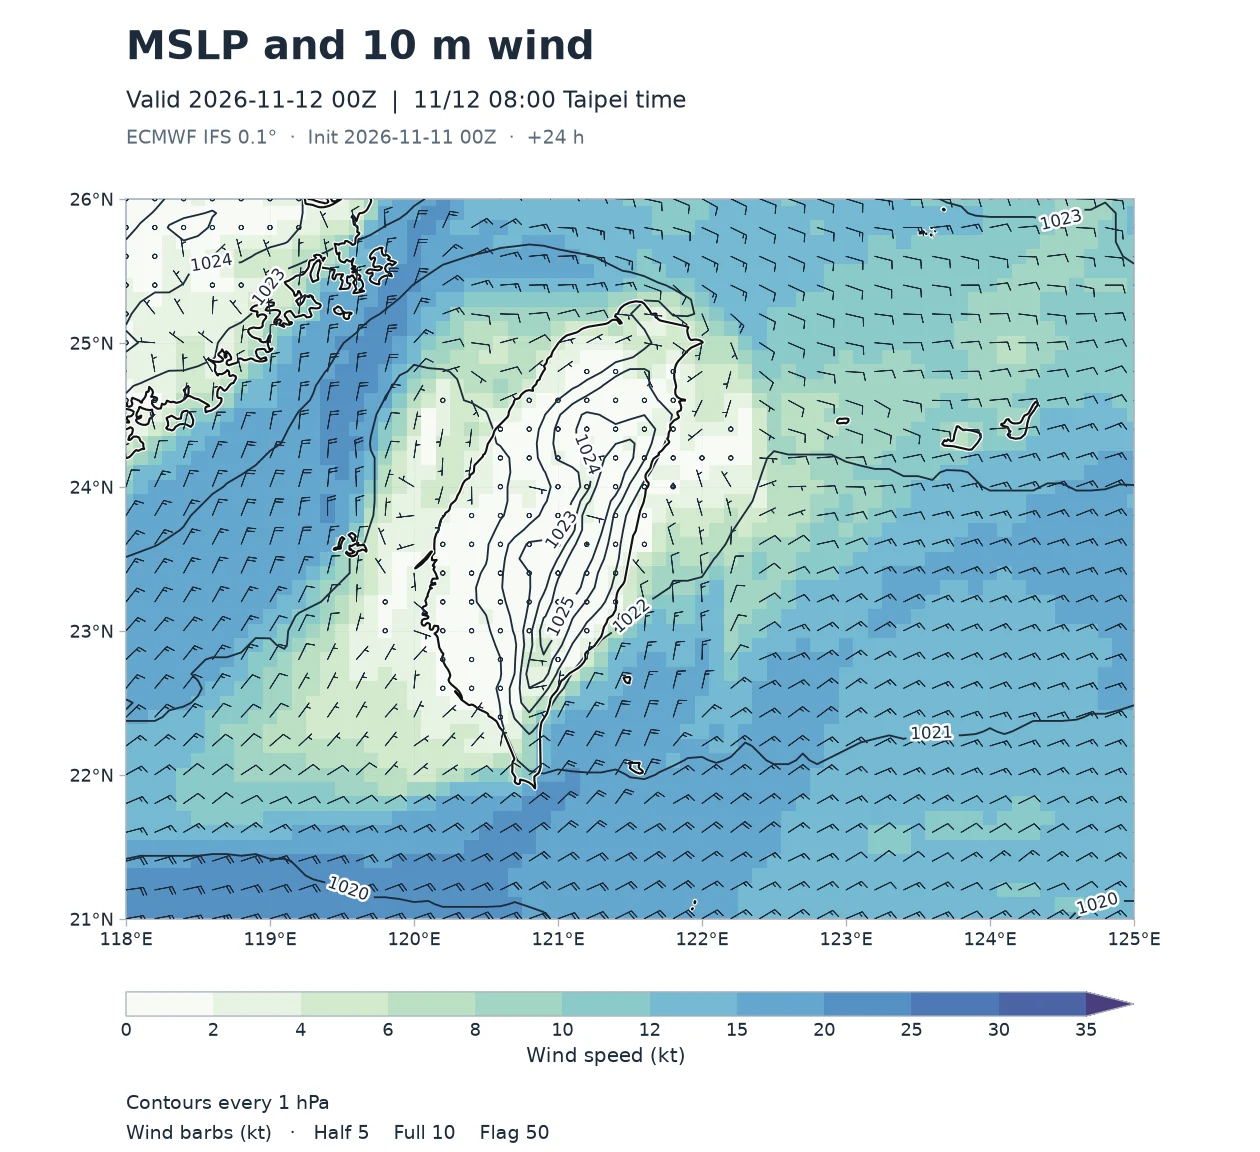 MSLP and 10 m wind
Valid 2026-11-12 00Z | 11/12 08:00 Taipei time
ECMWF IFS 0.1° · Init 2026-11-11 00Z · +24 h
26°N
25°N
24°N
23°N
22°N
21°N
1023
1024
1023
1024
1023
1025
1022
1021
1020
1020
118°E 119°E 120°E 121°E 122°E 123°E 124°E 125°E
0 2 4 6 8 10 12 15 20 25 30 35
Wind speed (kt)
Contours every 1 hPa
Wind barbs (kt) · Half 5 Full 10 Flag 50